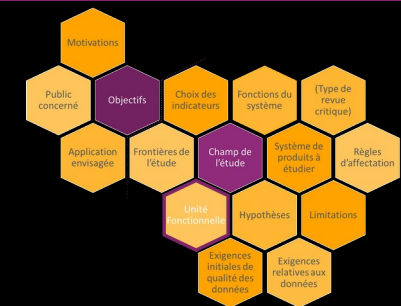 Motivations
Public
concerné
Objectifs
Choix des
indicateurs
Fonctions du
système
(Type de
revue
critique)
Application
envisagée
Frontières de
l'étude
Champ de
l'étude
Système de
produits à
étudier
Règles
d'affectation
Unité
Fonctionnelle
Hypothèses
Limitations
Exigences
initiales de
qualité des
données
Exigences
relatives aux
données